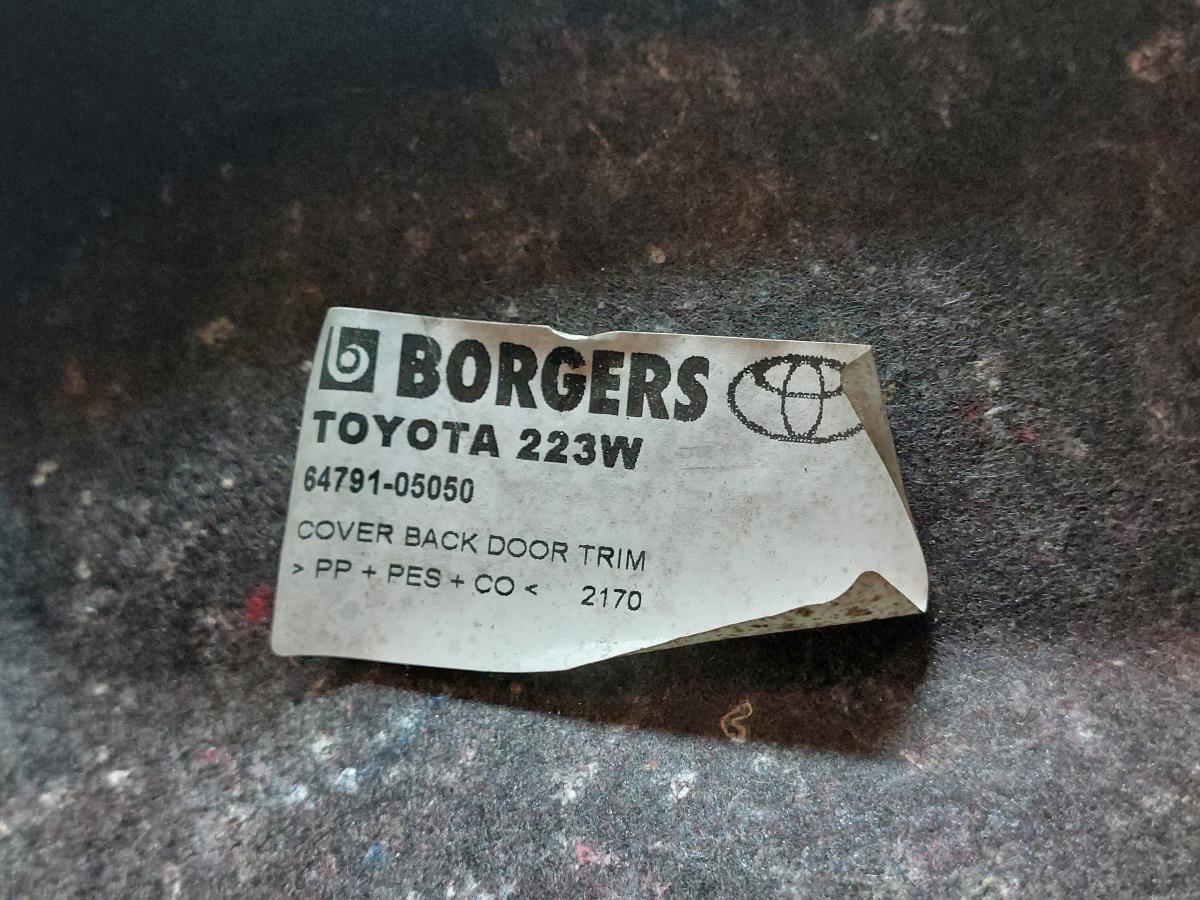 b BORGERS
TOYOTA 223W
64791-05050
COVER BACK DOOR TRIM
> PP + PES + CO < 2170